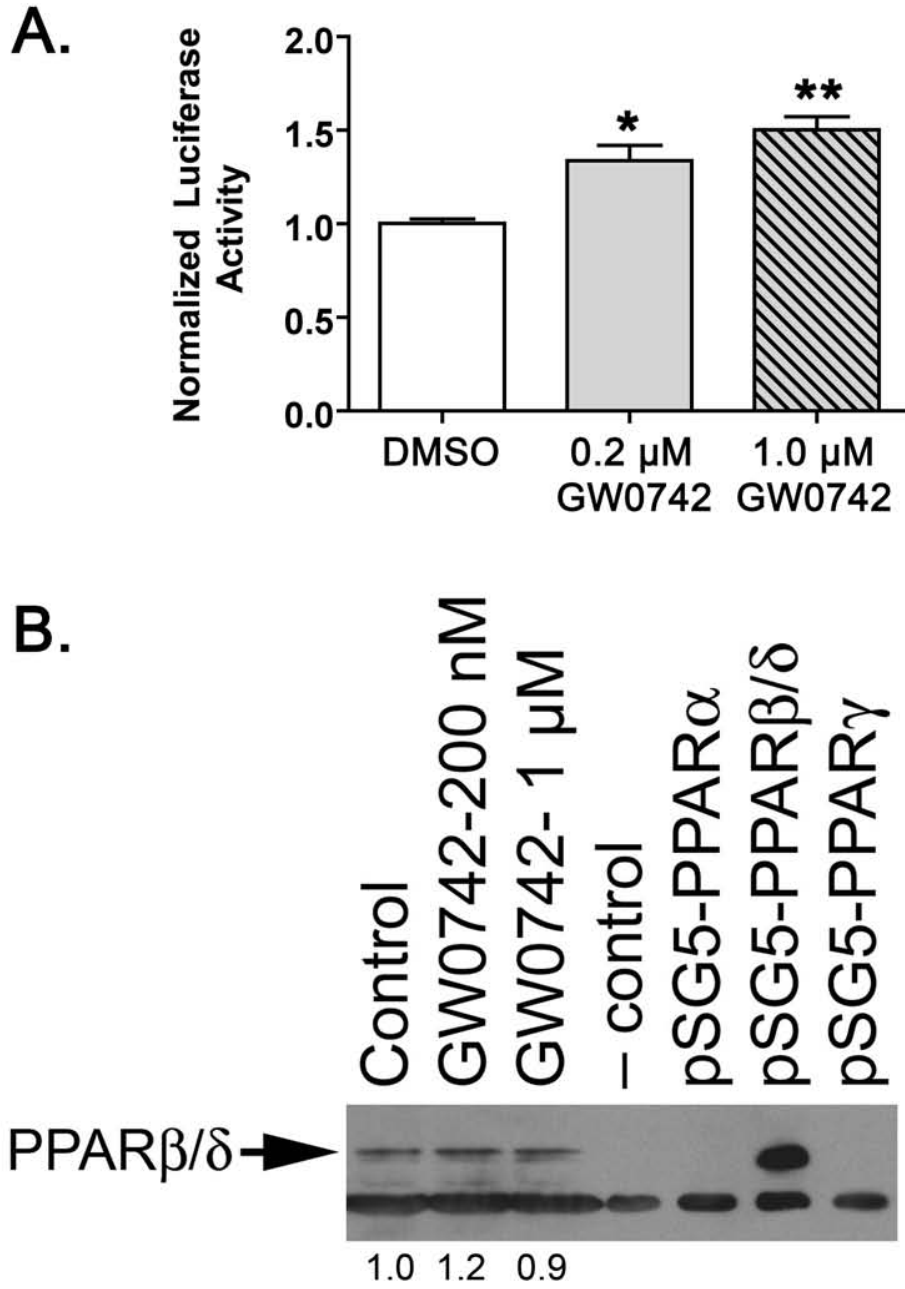 A.
Normalized Luciferase
Activity
2.0
1.5
1.0
0.5
0.0
*
**
DMSO
0.2 µM
GW0742
1.0 µM
GW0742
B.
Control
GW0742-200 nM
GW0742- 1 µM
– control
pSG5-PPARα
pSG5-PPARβ/δ
pSG5-PPARγ
PPARβ/δ
1.0 1.2 0.9